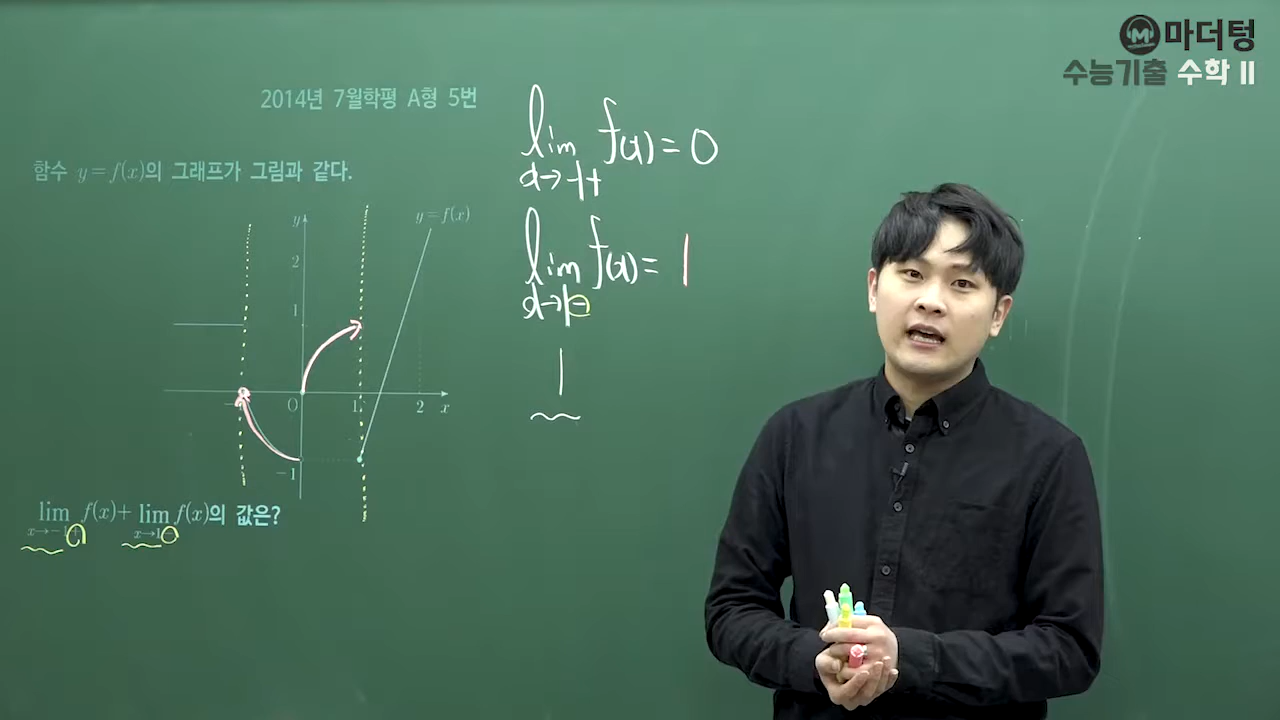 마더텅
수능기출 수학 II
2014년 7월학평 A형 5번
함수 y=f(x)의 그래프가 그림과 같다.
y
y=f(x)
2
1
-1
O
1
2
x
-1
lim f(x)+ lim f(x)의 값은?
x→-1+ x→1-
lim f(x)=0
x→-1+
lim f(x)= 1
x→1-
1